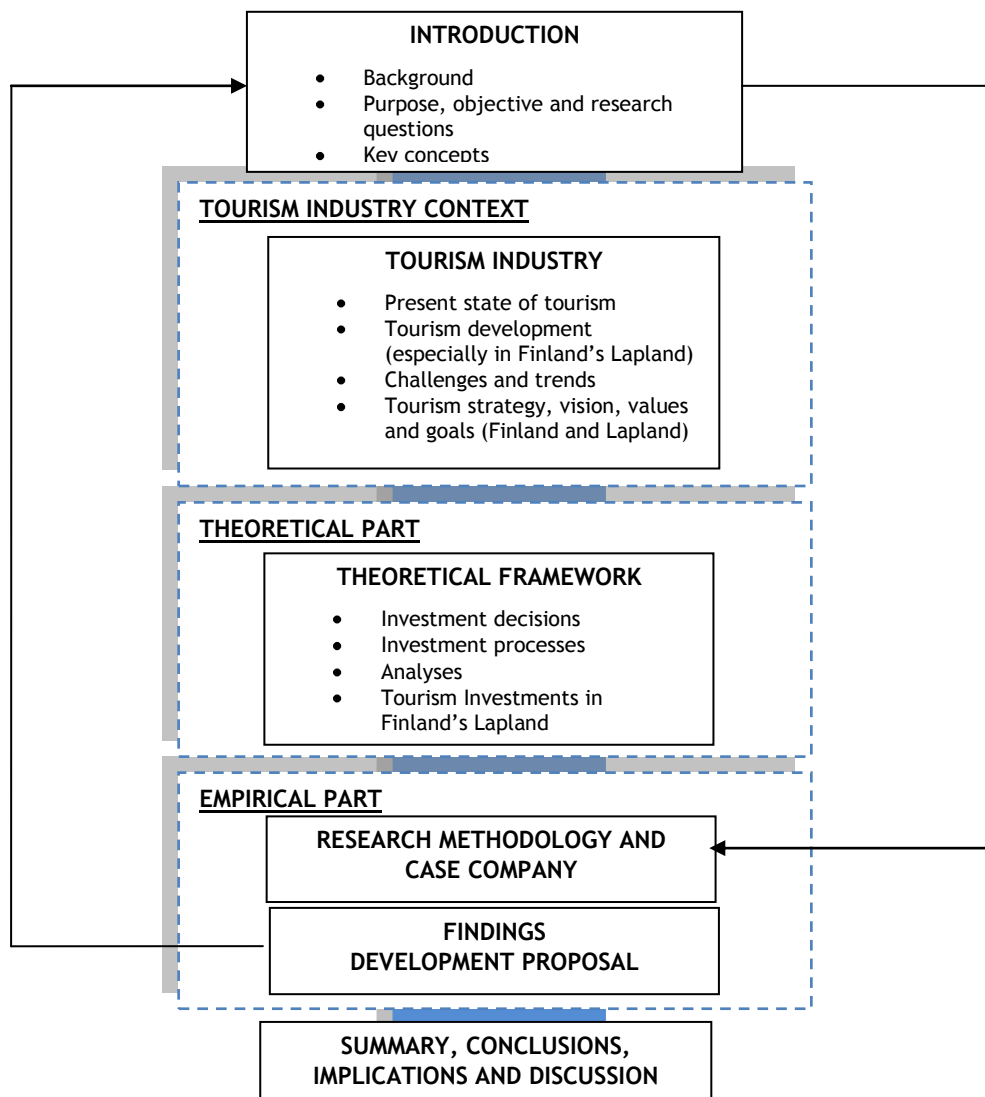 INTRODUCTION
• Background
• Purpose, objective and research
questions
• Key concepts
TOURISM INDUSTRY CONTEXT
TOURISM INDUSTRY
• Present state of tourism
• Tourism development
(especially in Finland’s Lapland)
• Challenges and trends
• Tourism strategy, vision, values
and goals (Finland and Lapland)
THEORETICAL PART
THEORETICAL FRAMEWORK
• Investment decisions
• Investment processes
• Analyses
• Tourism Investments in
Finland’s Lapland
EMPIRICAL PART
RESEARCH METHODOLOGY AND
CASE COMPANY
FINDINGS
DEVELOPMENT PROPOSAL
SUMMARY, CONCLUSIONS,
IMPLICATIONS AND DISCUSSION